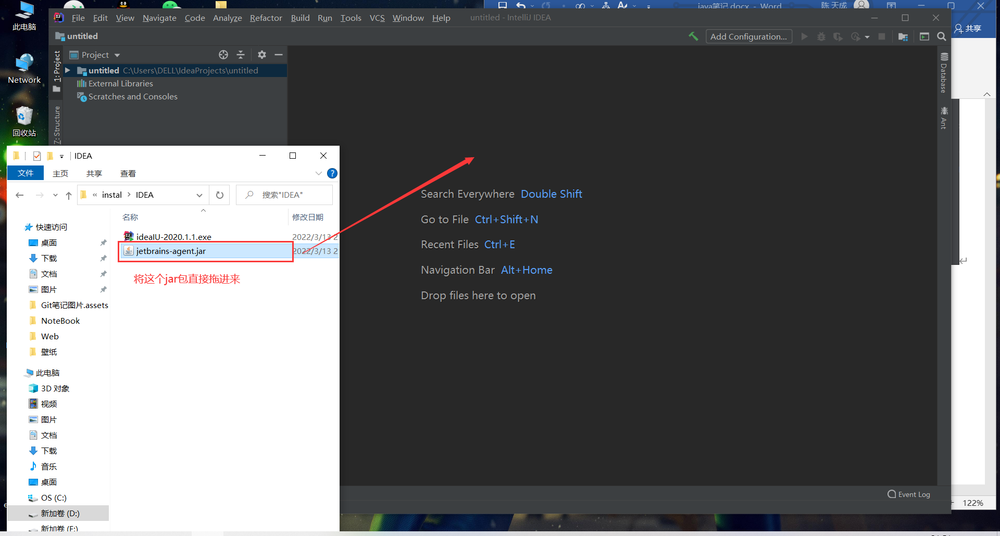 此电脑
Network
回收站
java笔记.docx - Word
陈 天成
共享
File Edit View Navigate Code Analyze Refactor Build Run Tools VCS Window Help
untitled - IntelliJ IDEA
untitled
Add Configuration...
1: Project
Project
untitled C:\Users\DELL\IdeaProjects\untitled
External Libraries
Scratches and Consoles
Z: Structure
Database
Ant
Search Everywhere Double Shift
Go to File Ctrl+Shift+N
Recent Files Ctrl+E
Navigation Bar Alt+Home
Drop files here to open
Event Log
122%
IDEA
文件 主页 共享 查看
« instal > IDEA
搜索"IDEA"
名称 修改日期
ideaIU-2020.1.1.exe 2022/3/13 2
jetbrains-agent.jar 2022/3/13 2
将这个jar包直接拖进来
快速访问
桌面
下载
文档
图片
Git笔记图片.assets
NoteBook
Web
壁纸
此电脑
3D 对象
视频
图片
文档
下载
音乐
桌面
OS (C:)
新加卷 (D:)
新加卷 (E:)